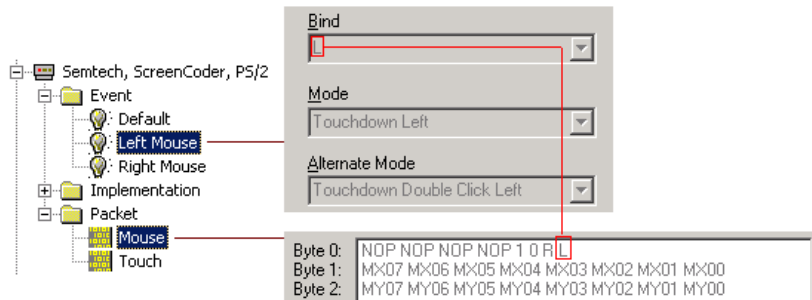 Semtech, ScreenCoder, PS/2
Event
Default
Left Mouse
Right Mouse
Implementation
Packet
Mouse
Touch
Bind
L
Mode
Touchdown Left
Alternate Mode
Touchdown Double Click Left
Byte 0: NOP NOP NOP NOP 1 0 R L
Byte 1: MX07 MX06 MX05 MX04 MX03 MX02 MX01 MX00
Byte 2: MY07 MY06 MY05 MY04 MY03 MY02 MY01 MY00